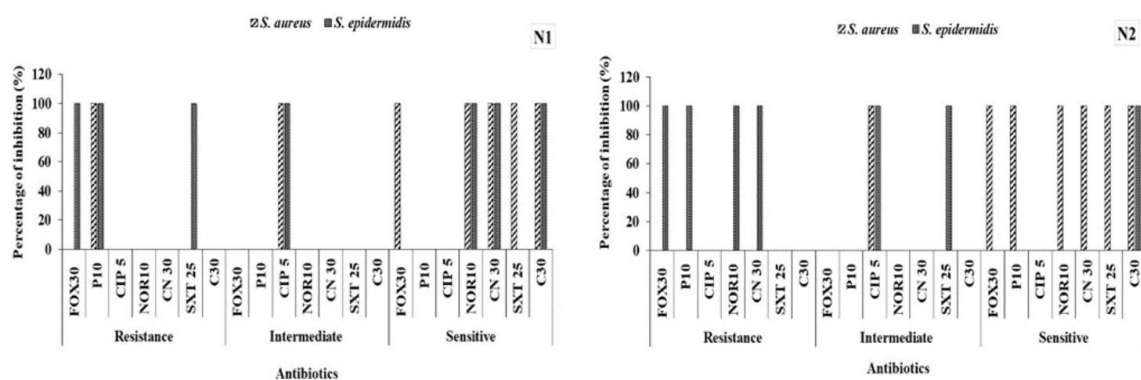 S. aureus S. epidermidis
N1
Percentage of inhibition (%)
120
100
80
60
40
20
0
FOX30 P10 CIP 5 NOR10 CN 30 SXT 25 C30 FOX30 P10 CIP 5 NOR10 CN 30 SXT 25 C30 FOX30 P10 CIP 5 NOR10 CN 30 SXT 25 C30
Resistance Intermediate Sensitive
Antibiotics
S. aureus S. epidermidis
N2
Percentage of inhibition (%)
120
100
80
60
40
20
0
FOX30 P10 CIP 5 NOR10 CN 30 SXT 25 C30 FOX30 P10 CIP 5 NOR10 CN 30 SXT 25 C30 FOX30 P10 CIP 5 NOR10 CN 30 SXT 25 C30
Resistance Intermediate Sensitive
Antibiotics